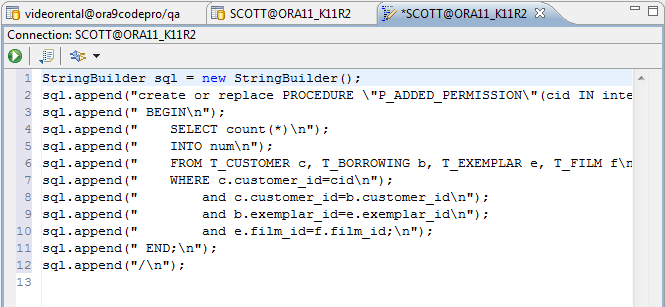 videorental@ora9codepro/qa SCOTT@ORA11_K11R2 *SCOTT@ORA11_K11R2
Connection: SCOTT@ORA11_K11R2
1 StringBuilder sql = new StringBuilder();
2 sql.append("create or replace PROCEDURE \"P_ADDED_PERMISSION\"(cid IN inte
3 sql.append(" BEGIN\n");
4 sql.append("    SELECT count(*)\n");
5 sql.append("    INTO num\n");
6 sql.append("    FROM T_CUSTOMER c, T_BORROWING b, T_EXEMPLAR e, T_FILM f\n
7 sql.append("    WHERE c.customer_id=cid\n");
8 sql.append("        and c.customer_id=b.customer_id\n");
9 sql.append("        and b.exemplar_id=e.exemplar_id\n");
10 sql.append("        and e.film_id=f.film_id;\n");
11 sql.append(" END;\n");
12 sql.append("/\n");
13